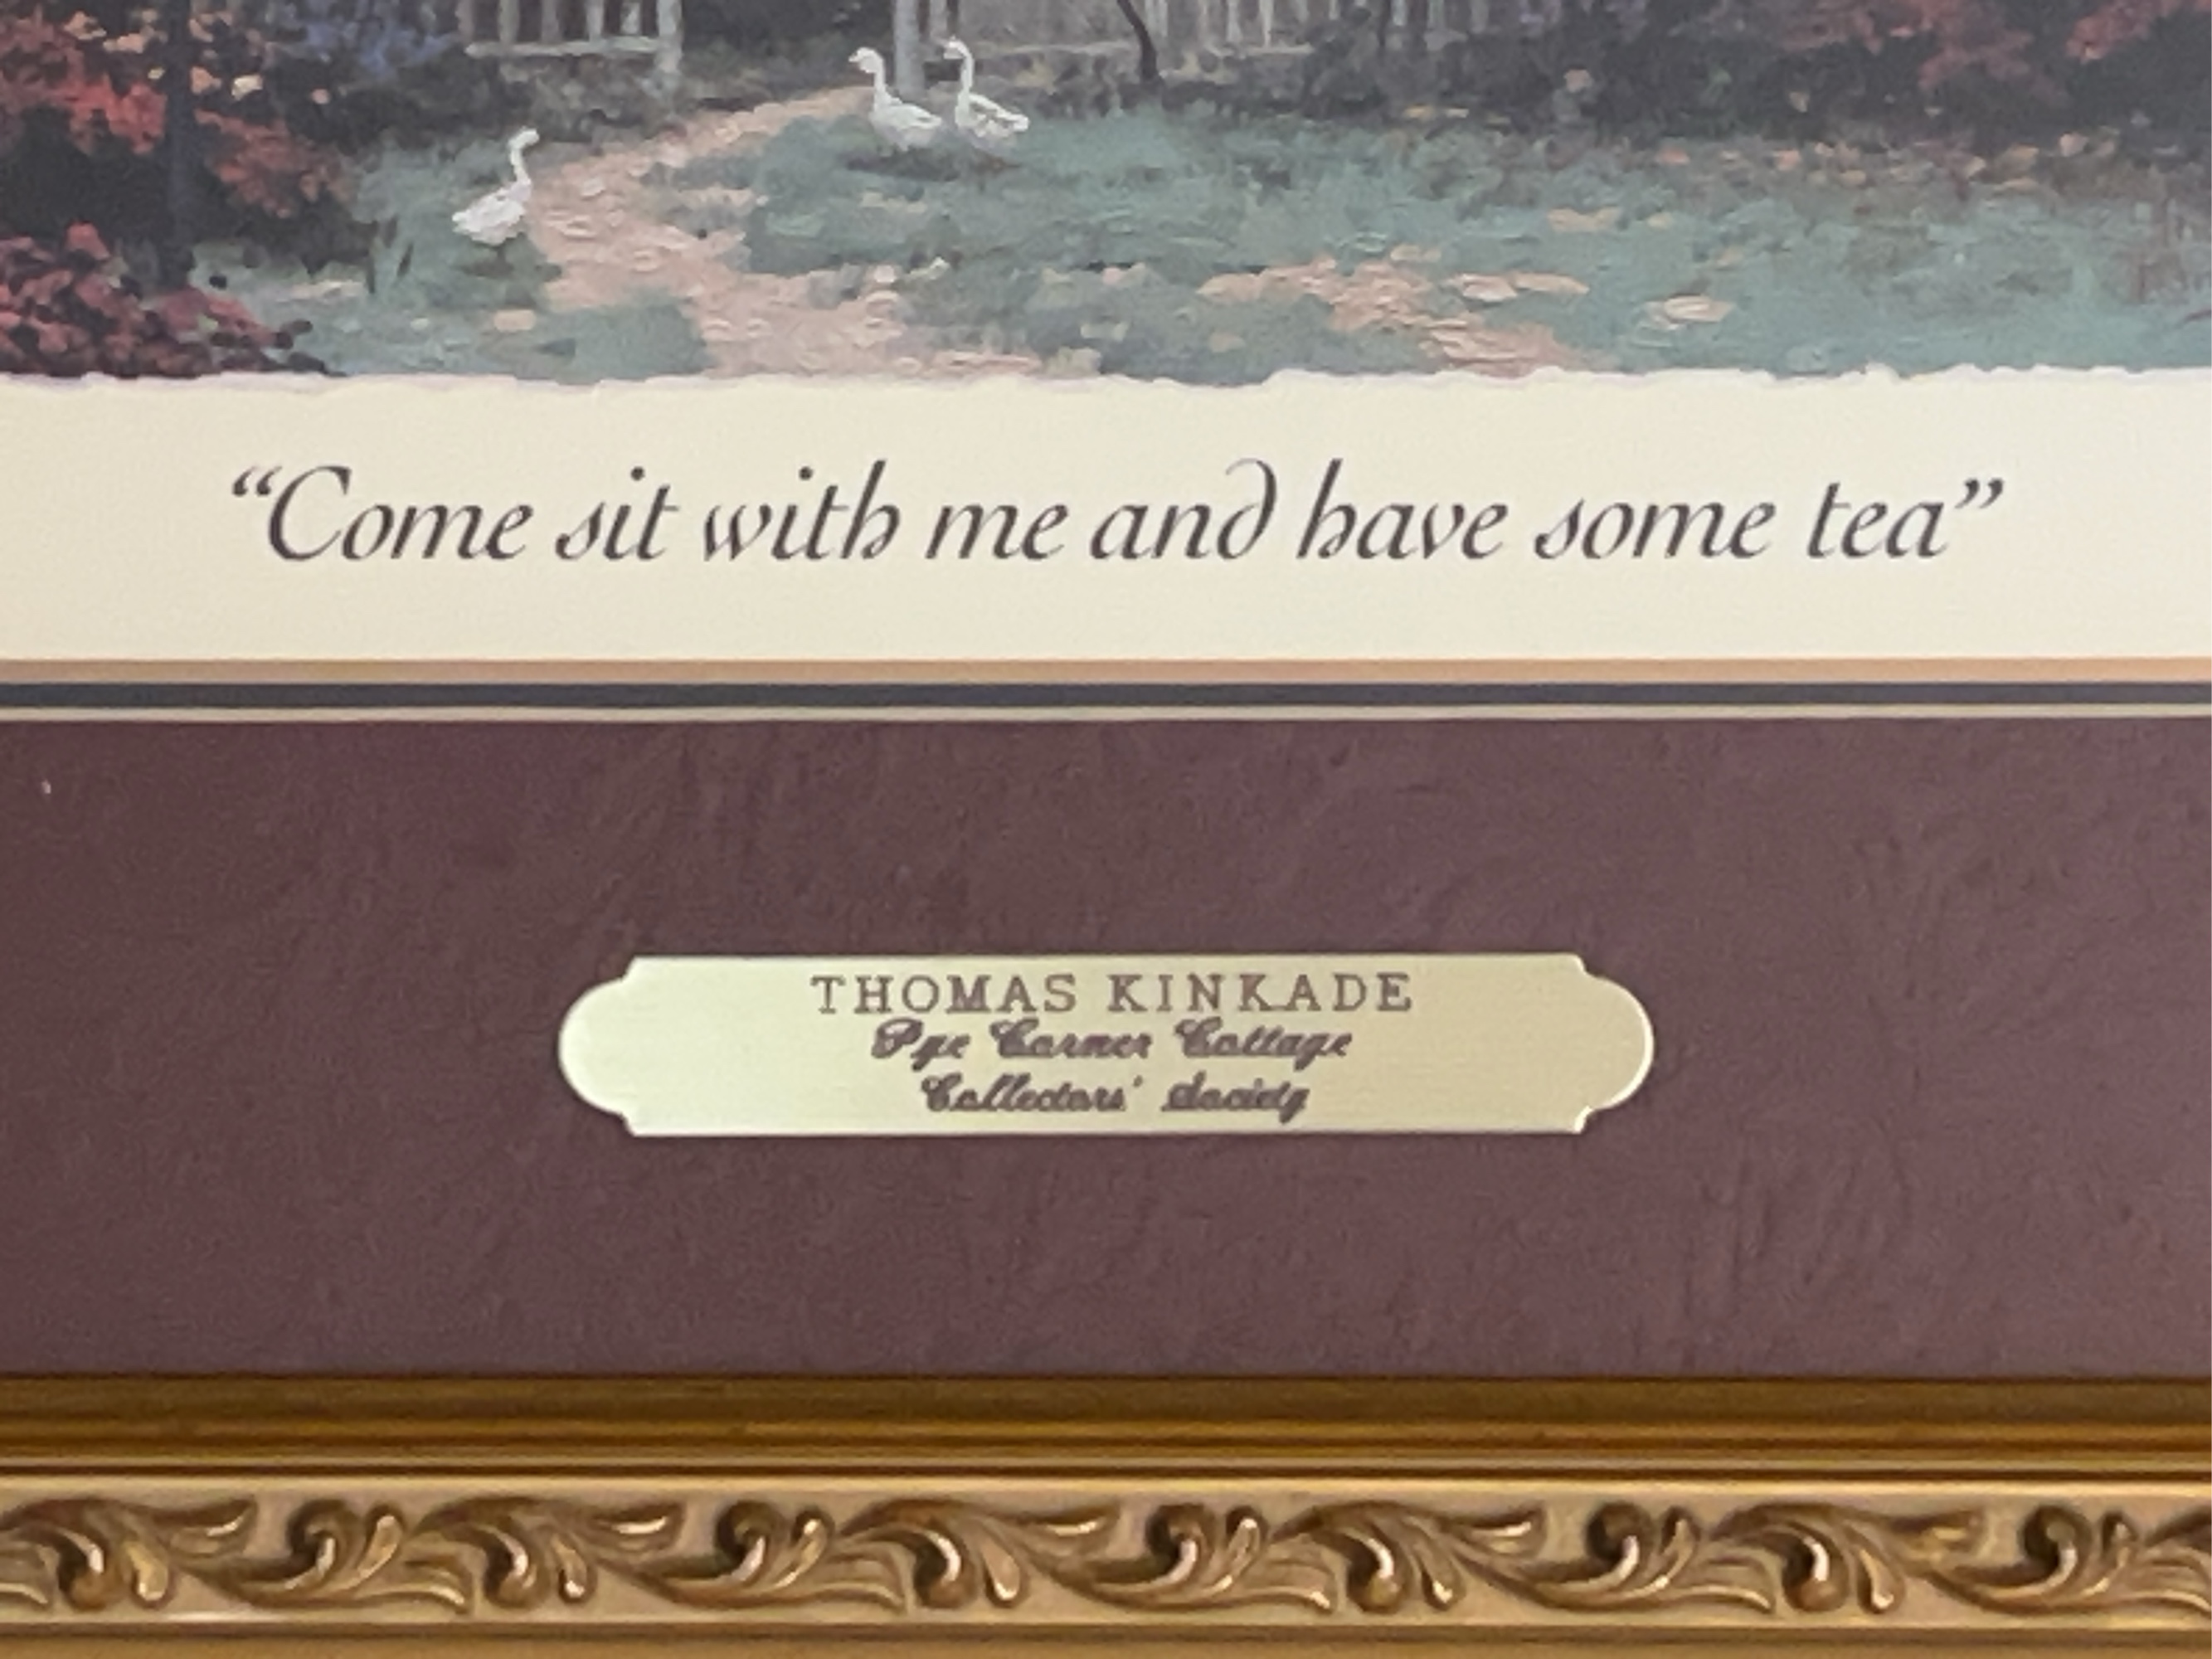 “Come sit with me and have some tea”
THOMAS KINKADE
Pye Corner Cottage
Collectors' Society